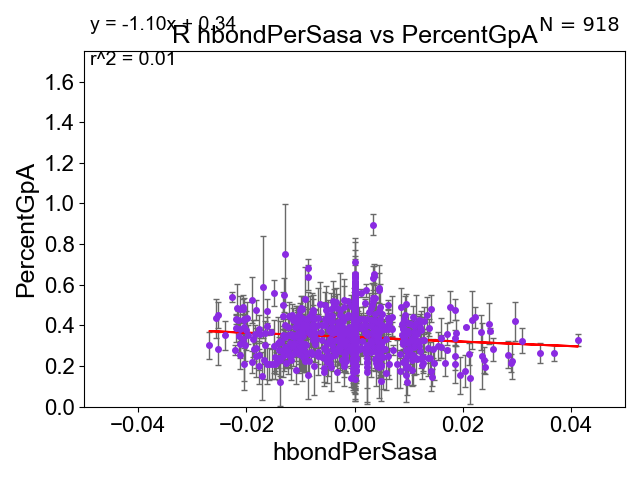 y = -1.10x + 0.34
N = 918
R hbondPerSasa vs PercentGpA
r^2 = 0.01
PercentGpA
1.6
1.4
1.2
1.0
0.8
0.6
0.4
0.2
0.0
−0.04 −0.02 0.00 0.02 0.04
hbondPerSasa